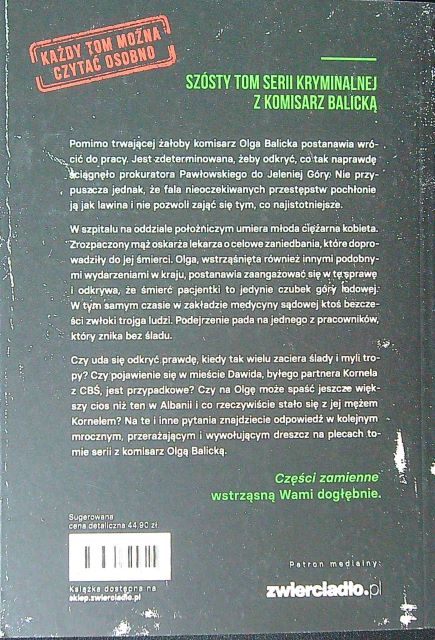 KAŻDY TOM MOŻNA
CZYTAĆ OSOBNO
SZÓSTY TOM SERII KRYMINALNEJ
Z KOMISARZ BALICKĄ
Pomimo trwającej żałoby komisarz Olga Balicka postanawia wró-
cić do pracy. Jest zdeterminowana, żeby odkryć, co tak naprawdę
ściągnęło prokuratora Pawłowskiego do Jeleniej Góry. Nie przy-
puszcza jednak, że fala nieoczekiwanych przestępstw pochłonie
ją jak lawina i nie pozwoli zająć się tym, co najistotniejsze.
W szpitalu na oddziale położniczym umiera młoda ciężarna kobieta.
Zrozpaczony mąż oskarża lekarza o celowe zaniedbania, które dopro-
wadziły do jej śmierci. Olga, wstrząśnięta również innymi podobny-
mi wydarzeniami w kraju, postanawia zaangażować się w tę sprawę
i odkrywa, że śmierć pacjentki to jedynie czubek góry lodowej.
W tym samym czasie w zakładzie medycyny sądowej ktoś bezcze-
ści zwłoki trojga ludzi. Podejrzenie pada na jednego z pracowników,
który znika bez śladu.
Czy uda się odkryć prawdę, kiedy tak wielu zaciera ślady i myli tro-
py? Czy pojawienie się w mieście Dawida, byłego partnera Kornela
z CBŚ, jest przypadkowe? Czy na Olgę może spaść jeszcze więk-
szy cios niż ten w Albanii i co rzeczywiście stało się z jej mężem
Kornelem? Na te i inne pytania znajdziecie odpowiedź w kolejnym
mrocznym, przerażającym i wywołującym dreszcz na plecach to-
mie serii z komisarz Olgą Balicką.
Części zamienne
wstrząsną Wami dogłębnie.
Sugerowana
cena detaliczna 44,90 zł
Książka dostępna na
sklep.zwierciadlo.pl
Patron medialny:
zwierciadło.pl